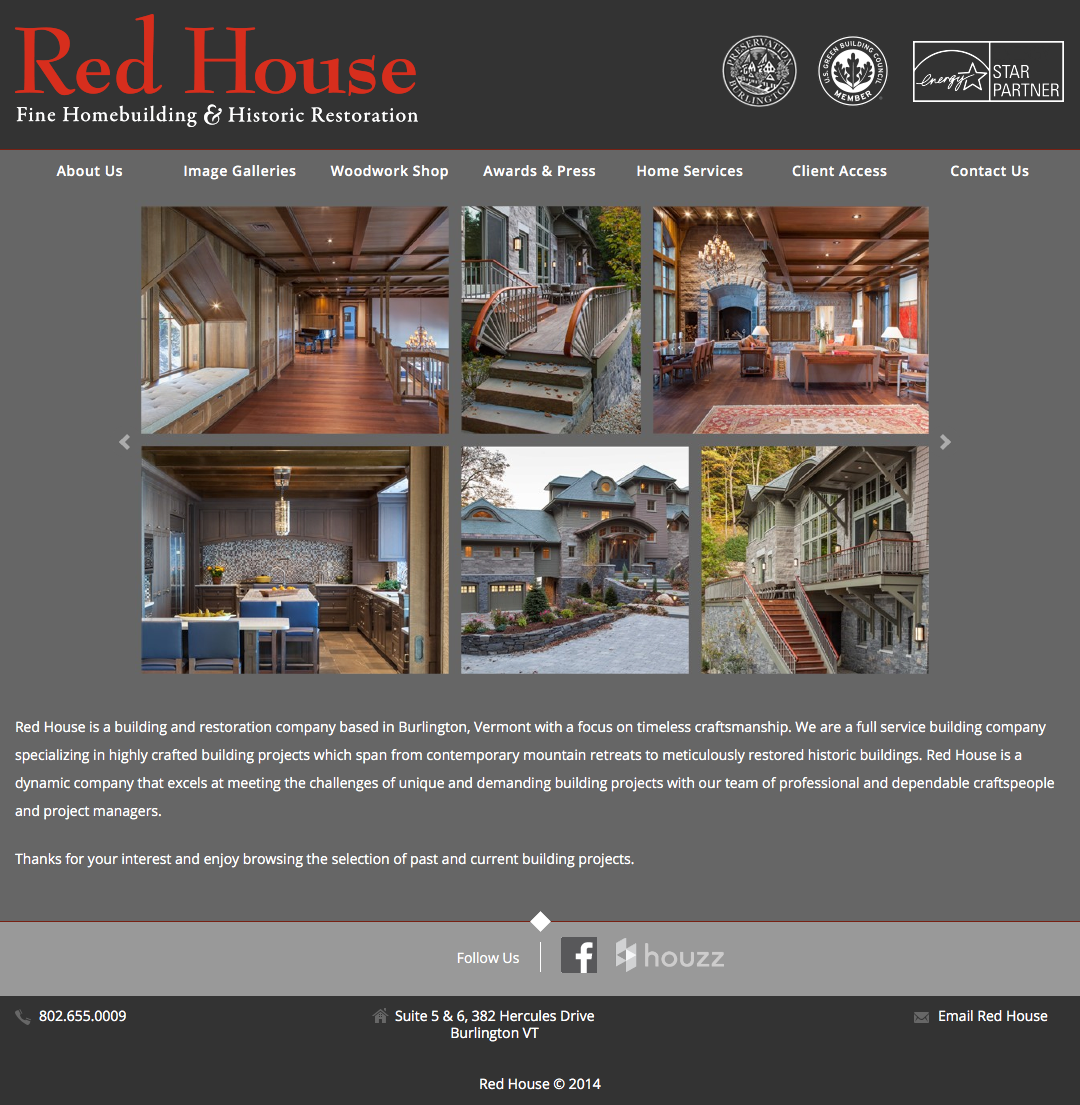 Red House
Fine Homebuilding & Historic Restoration
PRESERVATION BURLINGTON
U.S. GREEN BUILDING COUNCIL
MEMBER
energy STAR
PARTNER
About Us
Image Galleries
Woodwork Shop
Awards & Press
Home Services
Client Access
Contact Us
Red House is a building and restoration company based in Burlington, Vermont with a focus on timeless craftsmanship. We are a full service building company
specializing in highly crafted building projects which span from contemporary mountain retreats to meticulously restored historic buildings. Red House is a
dynamic company that excels at meeting the challenges of unique and demanding building projects with our team of professional and dependable craftspeople
and project managers.
Thanks for your interest and enjoy browsing the selection of past and current building projects.
Follow Us
f
houzz
802.655.0009
Suite 5 & 6, 382 Hercules Drive
Burlington VT
Email Red House
Red House © 2014